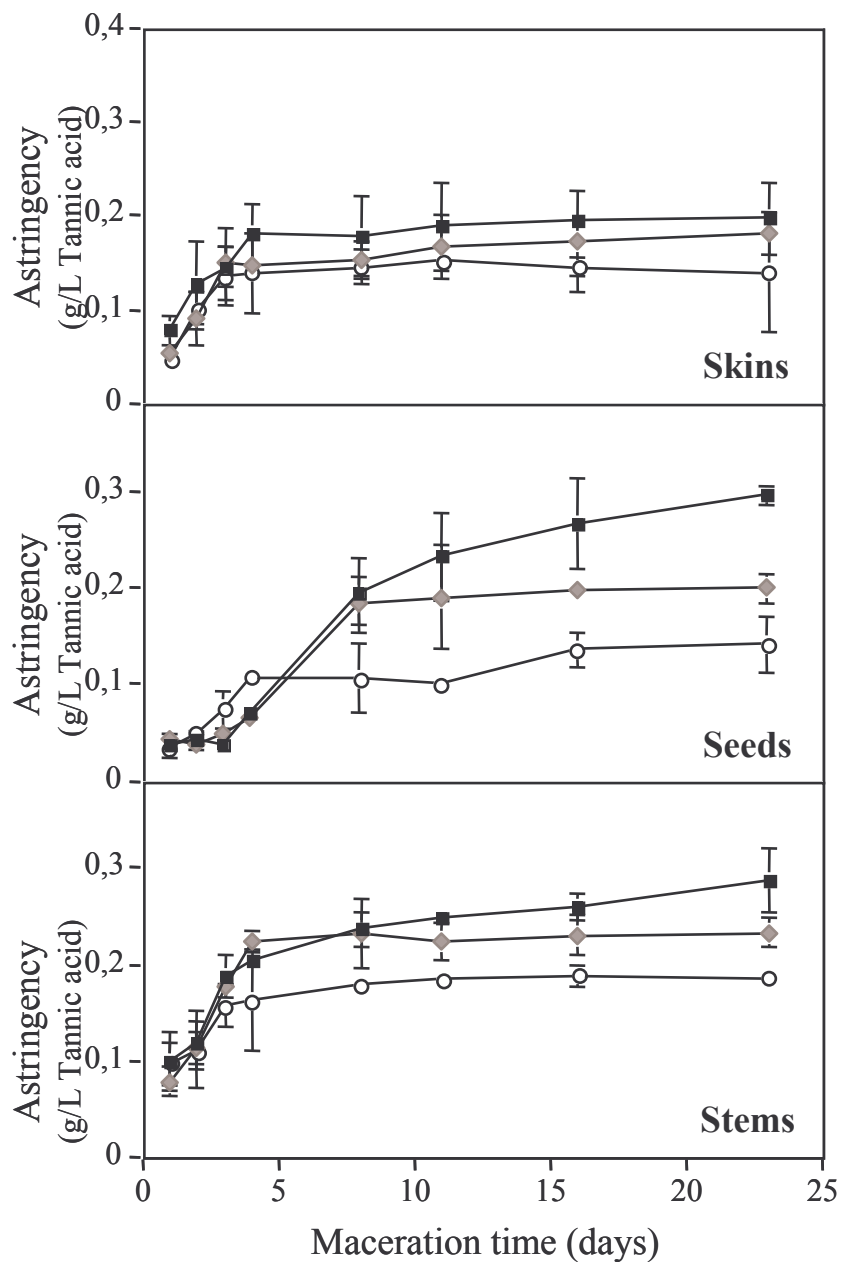 0,4
0,3
0,2
0,1
0
Astringency
(g/L Tannic acid)
Skins
0,3
0,2
0,1
0
Astringency
(g/L Tannic acid)
Seeds
0,3
0,2
0,1
0
Astringency
(g/L Tannic acid)
Stems
0 5 10 15 20 25
Maceration time (days)